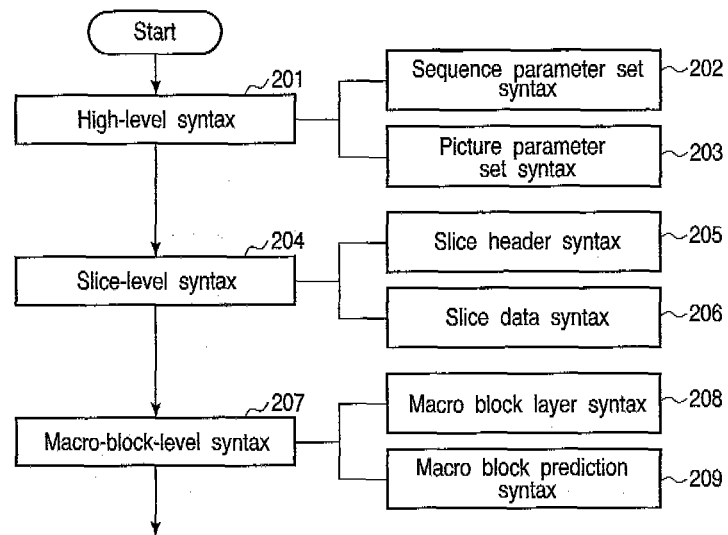 Start
201
High-level syntax
Sequence parameter set
syntax
202
Picture parameter
set syntax
203
204
Slice-level syntax
Slice header syntax
205
Slice data syntax
206
207
Macro-block-level syntax
Macro block layer syntax
208
Macro block prediction
syntax
209